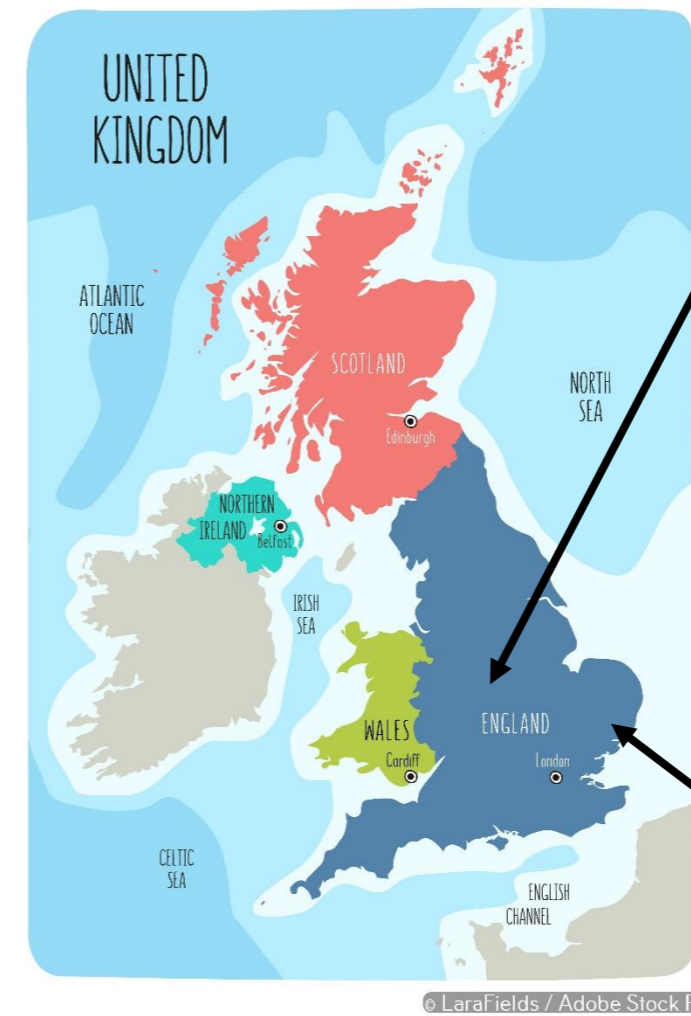 UNITED
KINGDOM
ATLANTIC
OCEAN
SCOTLAND
NORTH
SEA
Edinburgh
NORTHERN
IRELAND
Belfast
IRISH
SEA
ENGLAND
WALES
Cardiff
London
CELTIC
SEA
ENGLISH
CHANNEL
© LaraFields / Adobe Stock